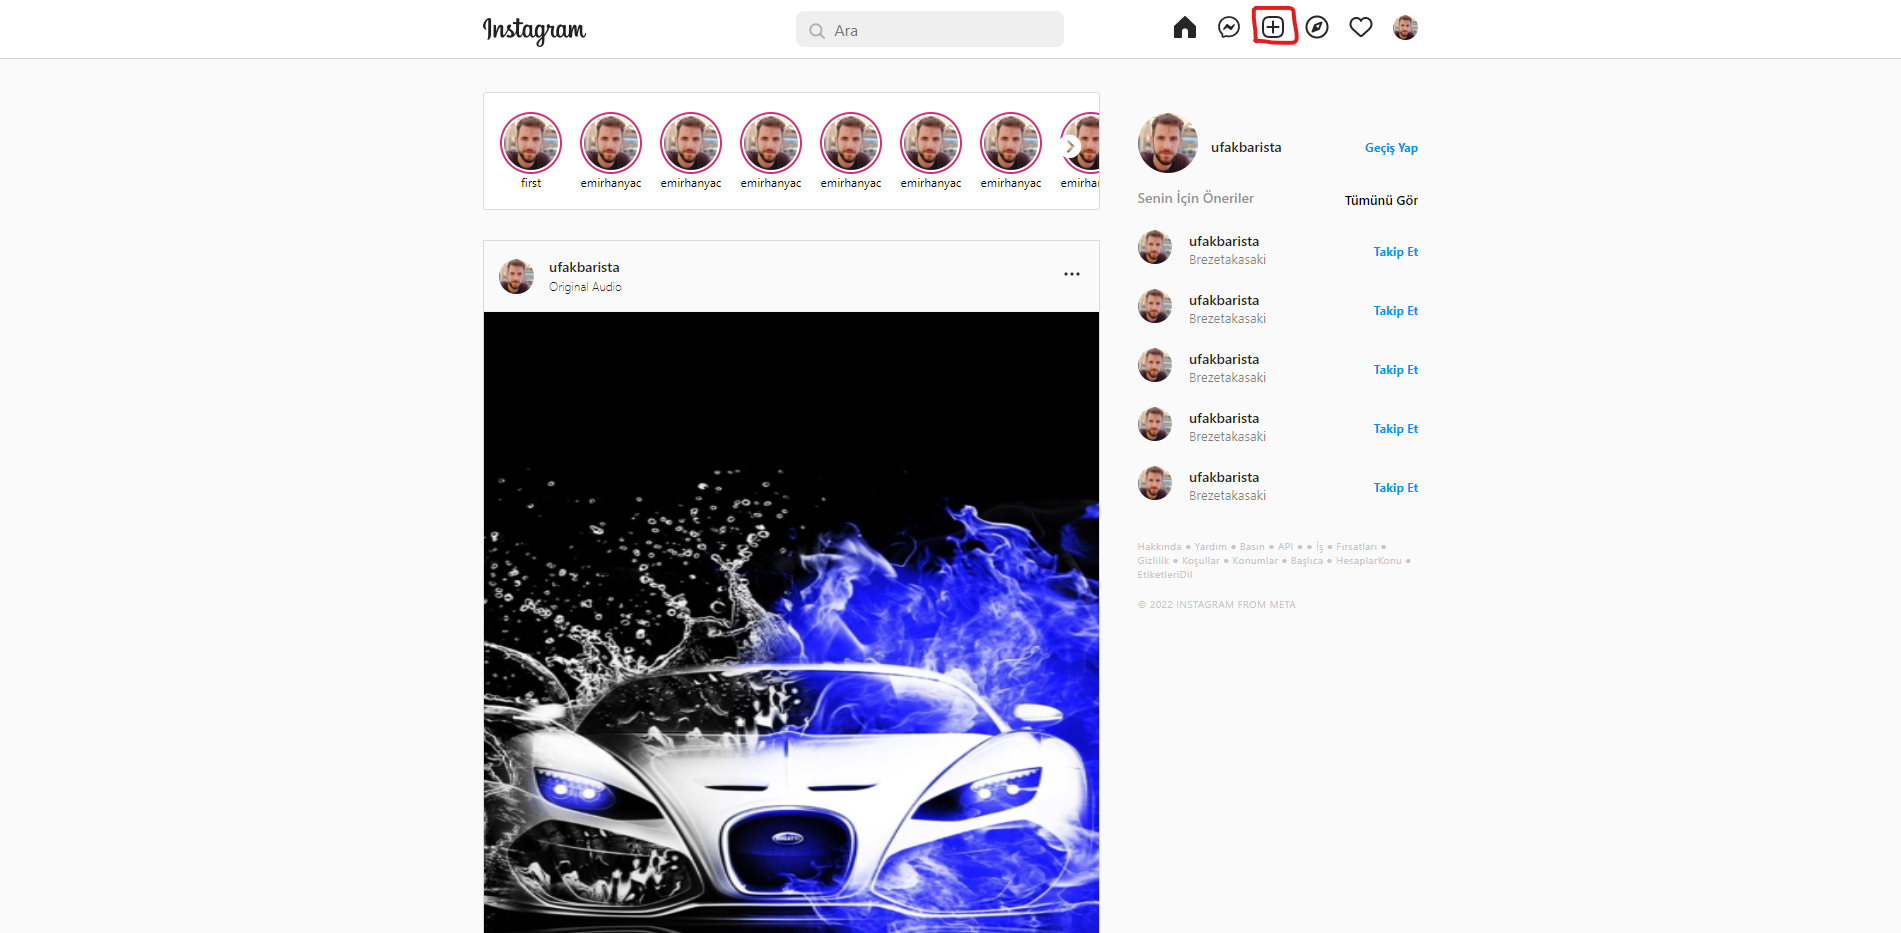 Instagram
Ara
first
emirhanyac
emirhanyac
emirhanyac
emirhanyac
emirhanyac
emirhanyac
emirhan
ufakbarista
Geçiş Yap
Senin İçin Öneriler
Tümünü Gör
ufakbarista
Brezetakasaki
Takip Et
ufakbarista
Brezetakasaki
Takip Et
ufakbarista
Brezetakasaki
Takip Et
ufakbarista
Brezetakasaki
Takip Et
ufakbarista
Brezetakasaki
Takip Et
Hakkında ● Yardım ● Basın ● API ● ● İş ● Fırsatları ●
Gizlilik ● Koşullar ● Konumlar ● Başlıca ● HesaplarKonu ●
EtiketleriDil
© 2022 INSTAGRAM FROM META
ufakbarista
Original Audio